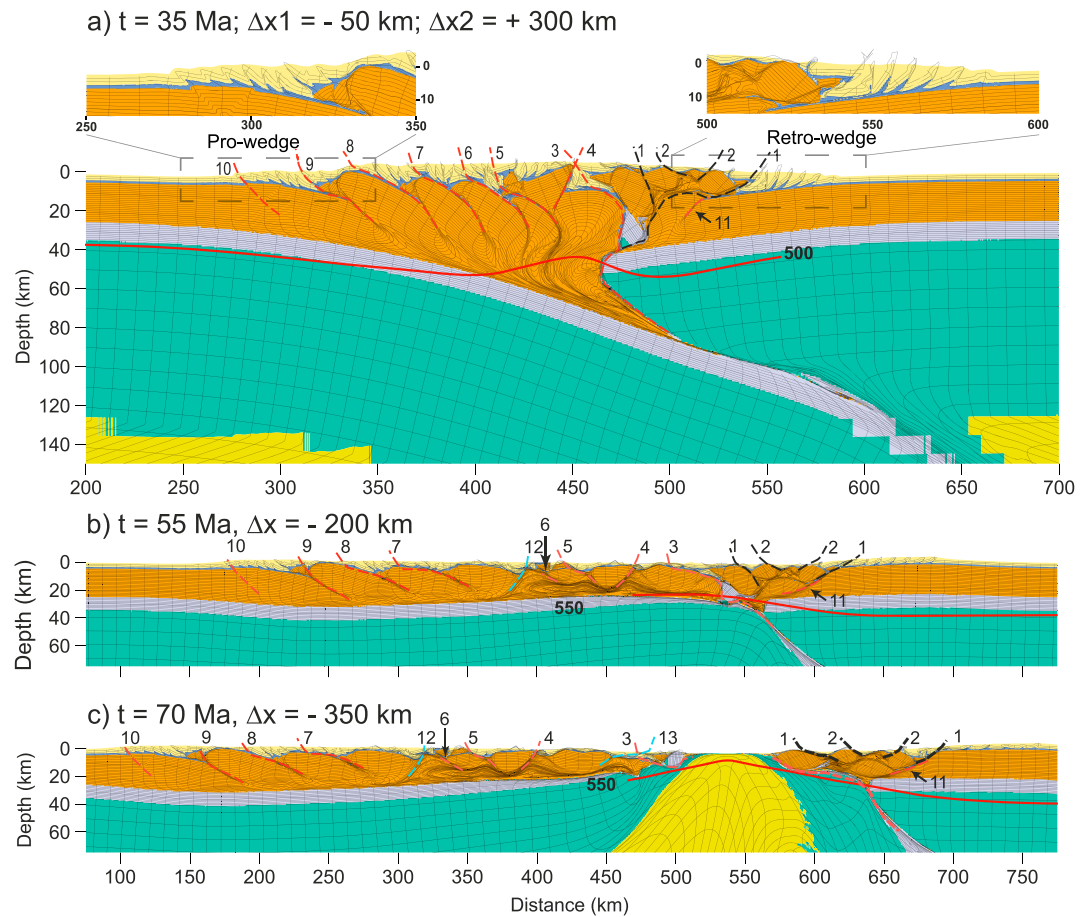 a) t = 35 Ma; Δx1 = - 50 km; Δx2 = + 300 km
0
10
250 300 350
0
10
500 550 600
Pro-wedge
Retro-wedge
10 9 8 7 6 5 3 4 1 2 2 1
11
500
Depth (km)
0
20
40
60
80
100
120
140
200 250 300 350 400 450 500 550 600 650 700
b) t = 55 Ma, Δx = - 200 km
10 9 8 7 12 6 5 4 3 1 2 2 1
11
550
Depth (km)
0
20
40
60
c) t = 70 Ma, Δx = - 350 km
10 9 8 7 12 6 5 4 3 13 1 2 2 1
11
550
Depth (km)
0
20
40
60
100 150 200 250 300 350 400 450 500 550 600 650 700 750
Distance (km)